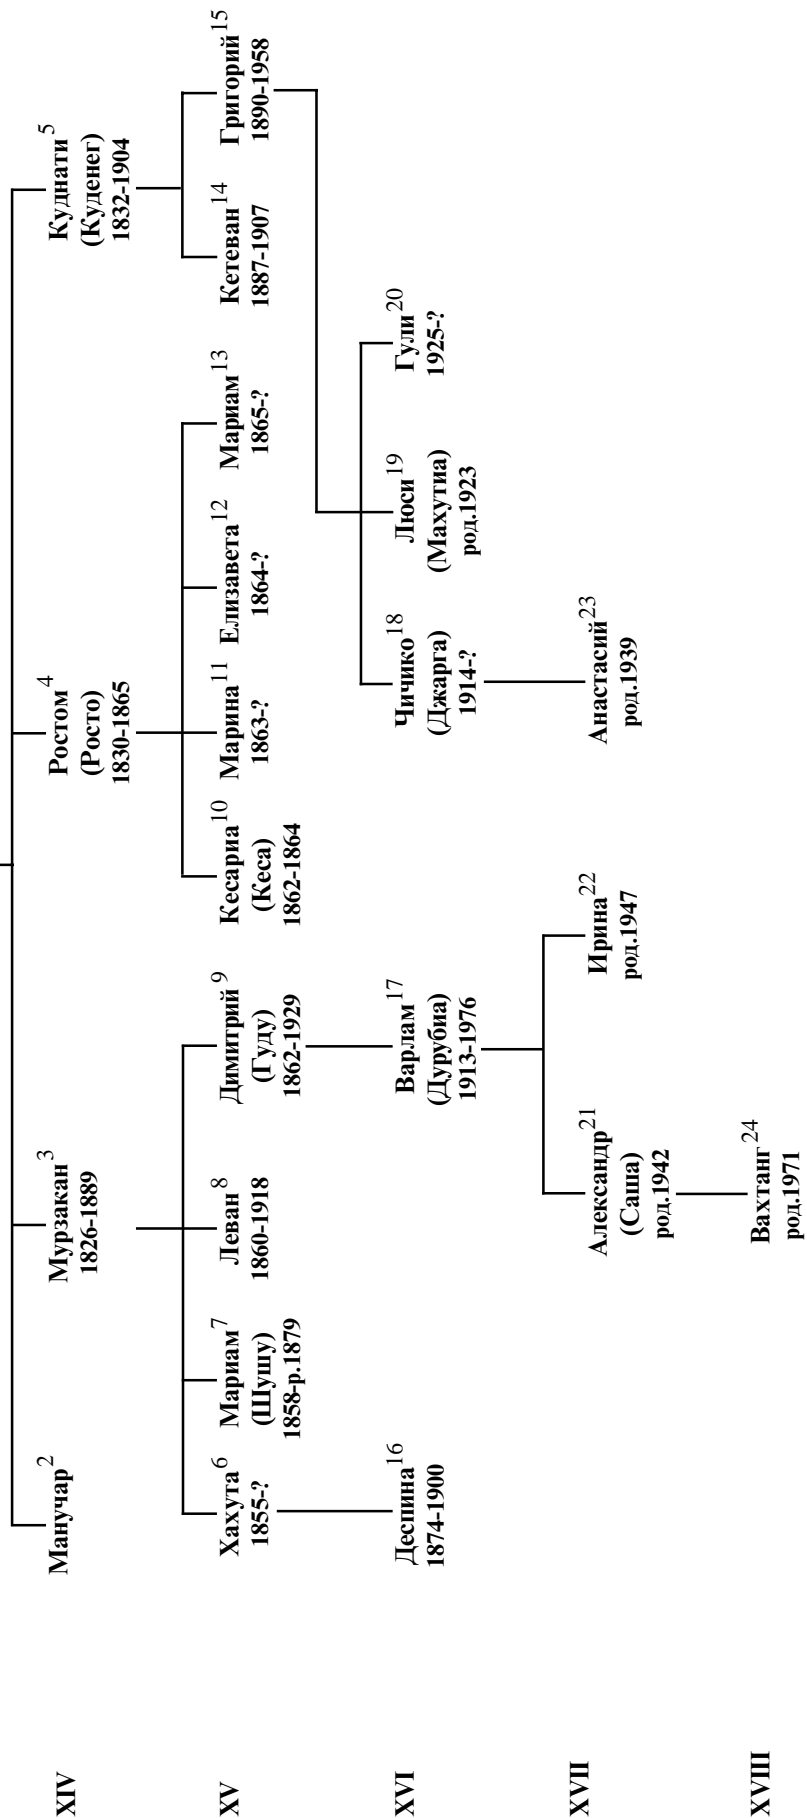 XIV
Манучар2
Мурзакан3
1826-1889
Ростом4
(Росто)
1830-1865
Куднати5
(Куденег)
1832-1904
XV
Хахута6
1855-?
Мариам7
(Шушу)
1858-р.1879
Леван8
1860-1918
Димитрий9
(Гуду)
1862-1929
Кесариа10
(Кеса)
1862-1864
Марина11
1863-?
Елизавета12
1864-?
Мариам13
1865-?
Кетеван14
1887-1907
Григорий15
1890-1958
XVI
Деспина16
1874-1900
Варлам17
(Дурубиа)
1913-1976
Чичико18
(Джарга)
1914-?
Люси19
(Махутиа)
род.1923
Гули20
1925-?
XVII
Александр21
(Саша)
род.1942
Ирина22
род.1947
Анастасий23
род.1939
XVIII
Вахтанг24
род.1971